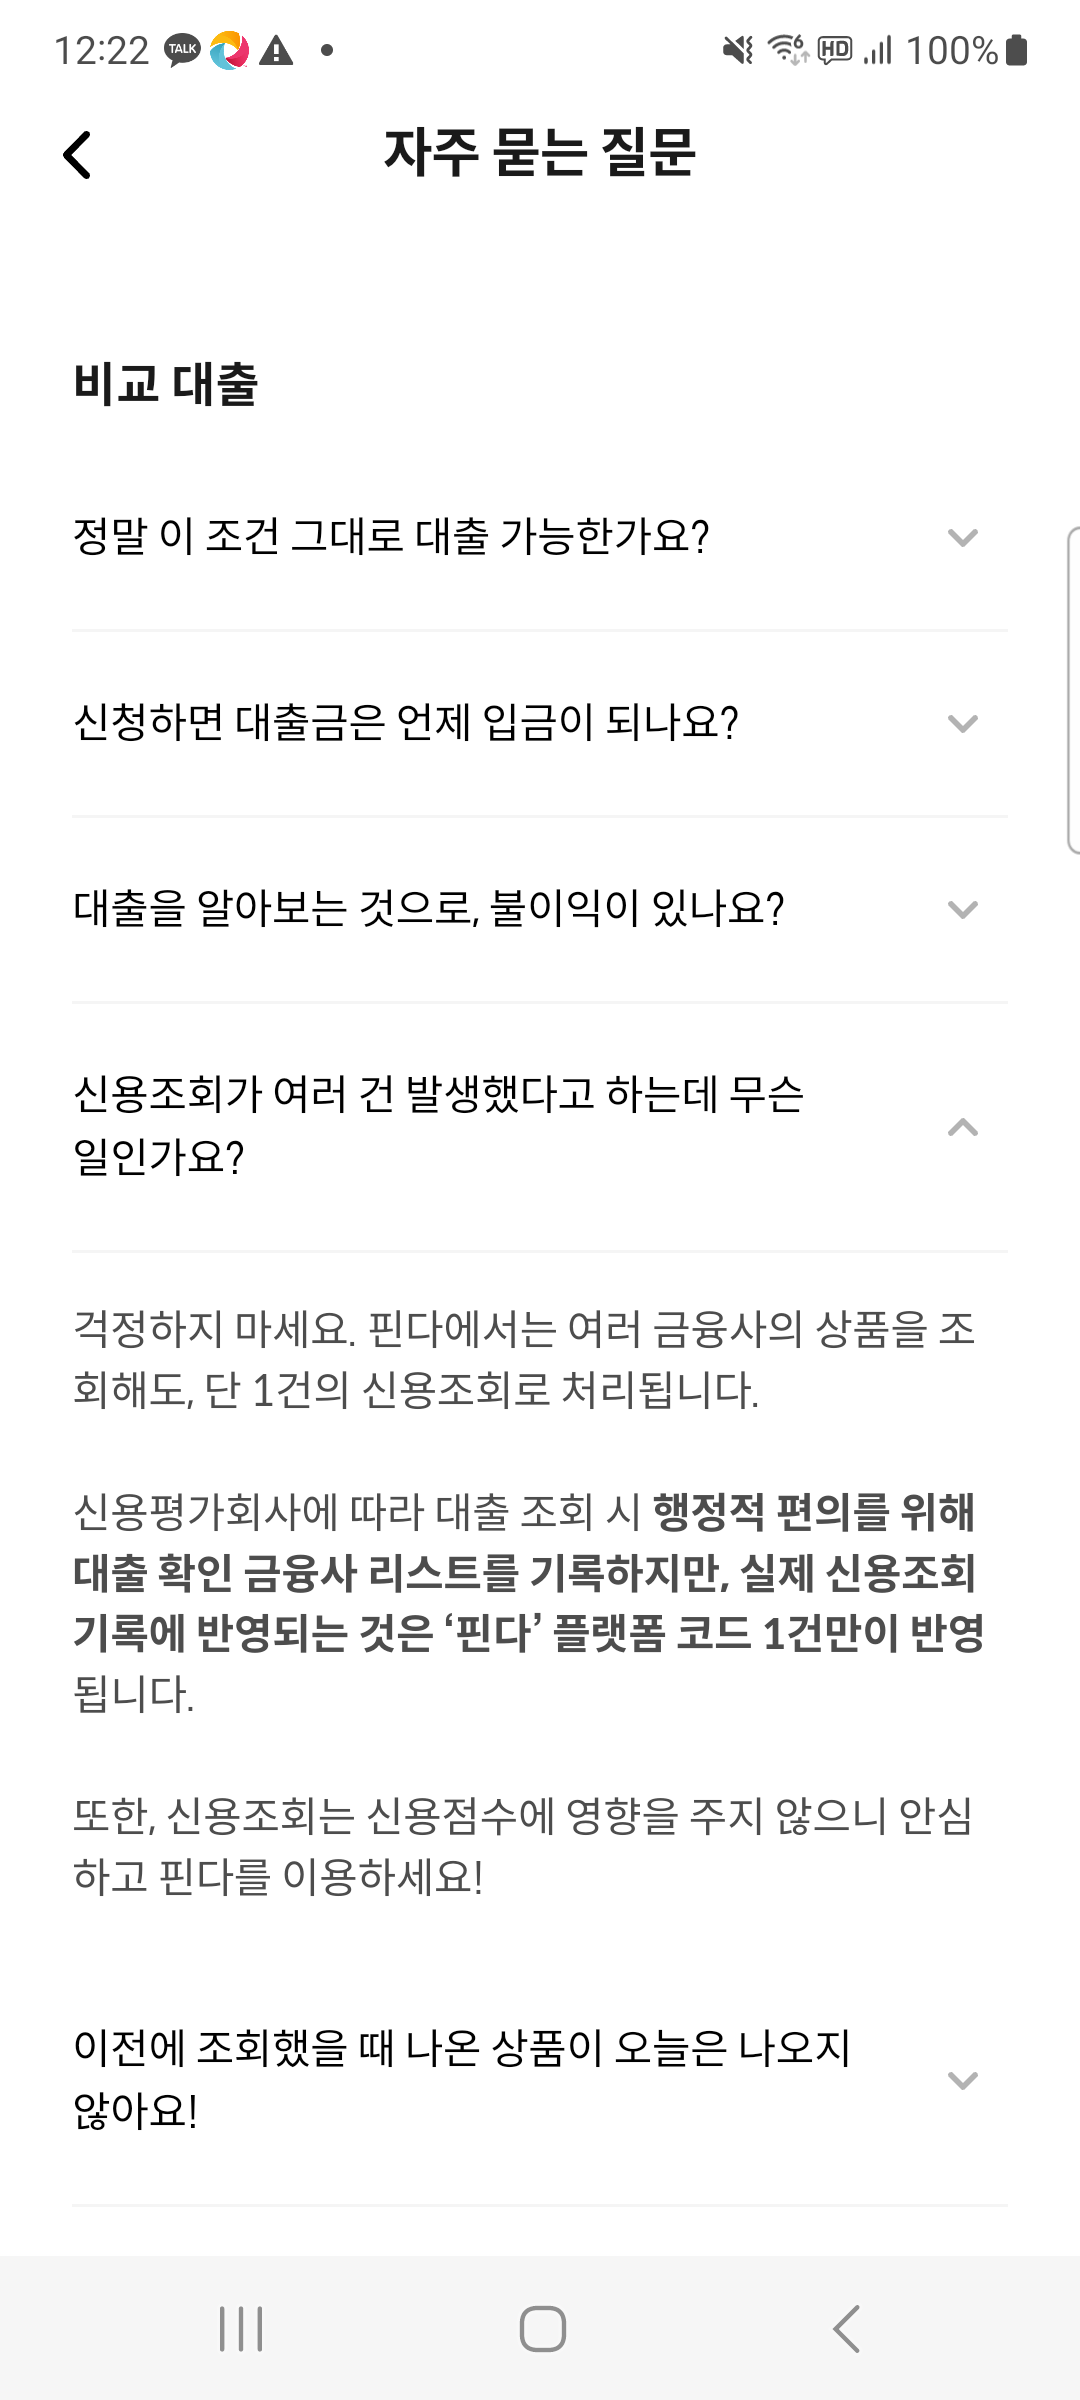 12:22 TALK HD 100%
자주 묻는 질문
비교 대출
정말 이 조건 그대로 대출 가능한가요?
신청하면 대출금은 언제 입금이 되나요?
대출을 알아보는 것으로, 불이익이 있나요?
신용조회가 여러 건 발생했다고 하는데 무슨
일인가요?
걱정하지 마세요. 핀다에서는 여러 금융사의 상품을 조
회해도, 단 1건의 신용조회로 처리됩니다.
신용평가회사에 따라 대출 조회 시 행정적 편의를 위해
대출 확인 금융사 리스트를 기록하지만, 실제 신용조회
기록에 반영되는 것은 ‘핀다’ 플랫폼 코드 1건만이 반영
됩니다.
또한, 신용조회는 신용점수에 영향을 주지 않으니 안심
하고 핀다를 이용하세요!
이전에 조회했을 때 나온 상품이 오늘은 나오지
않아요!